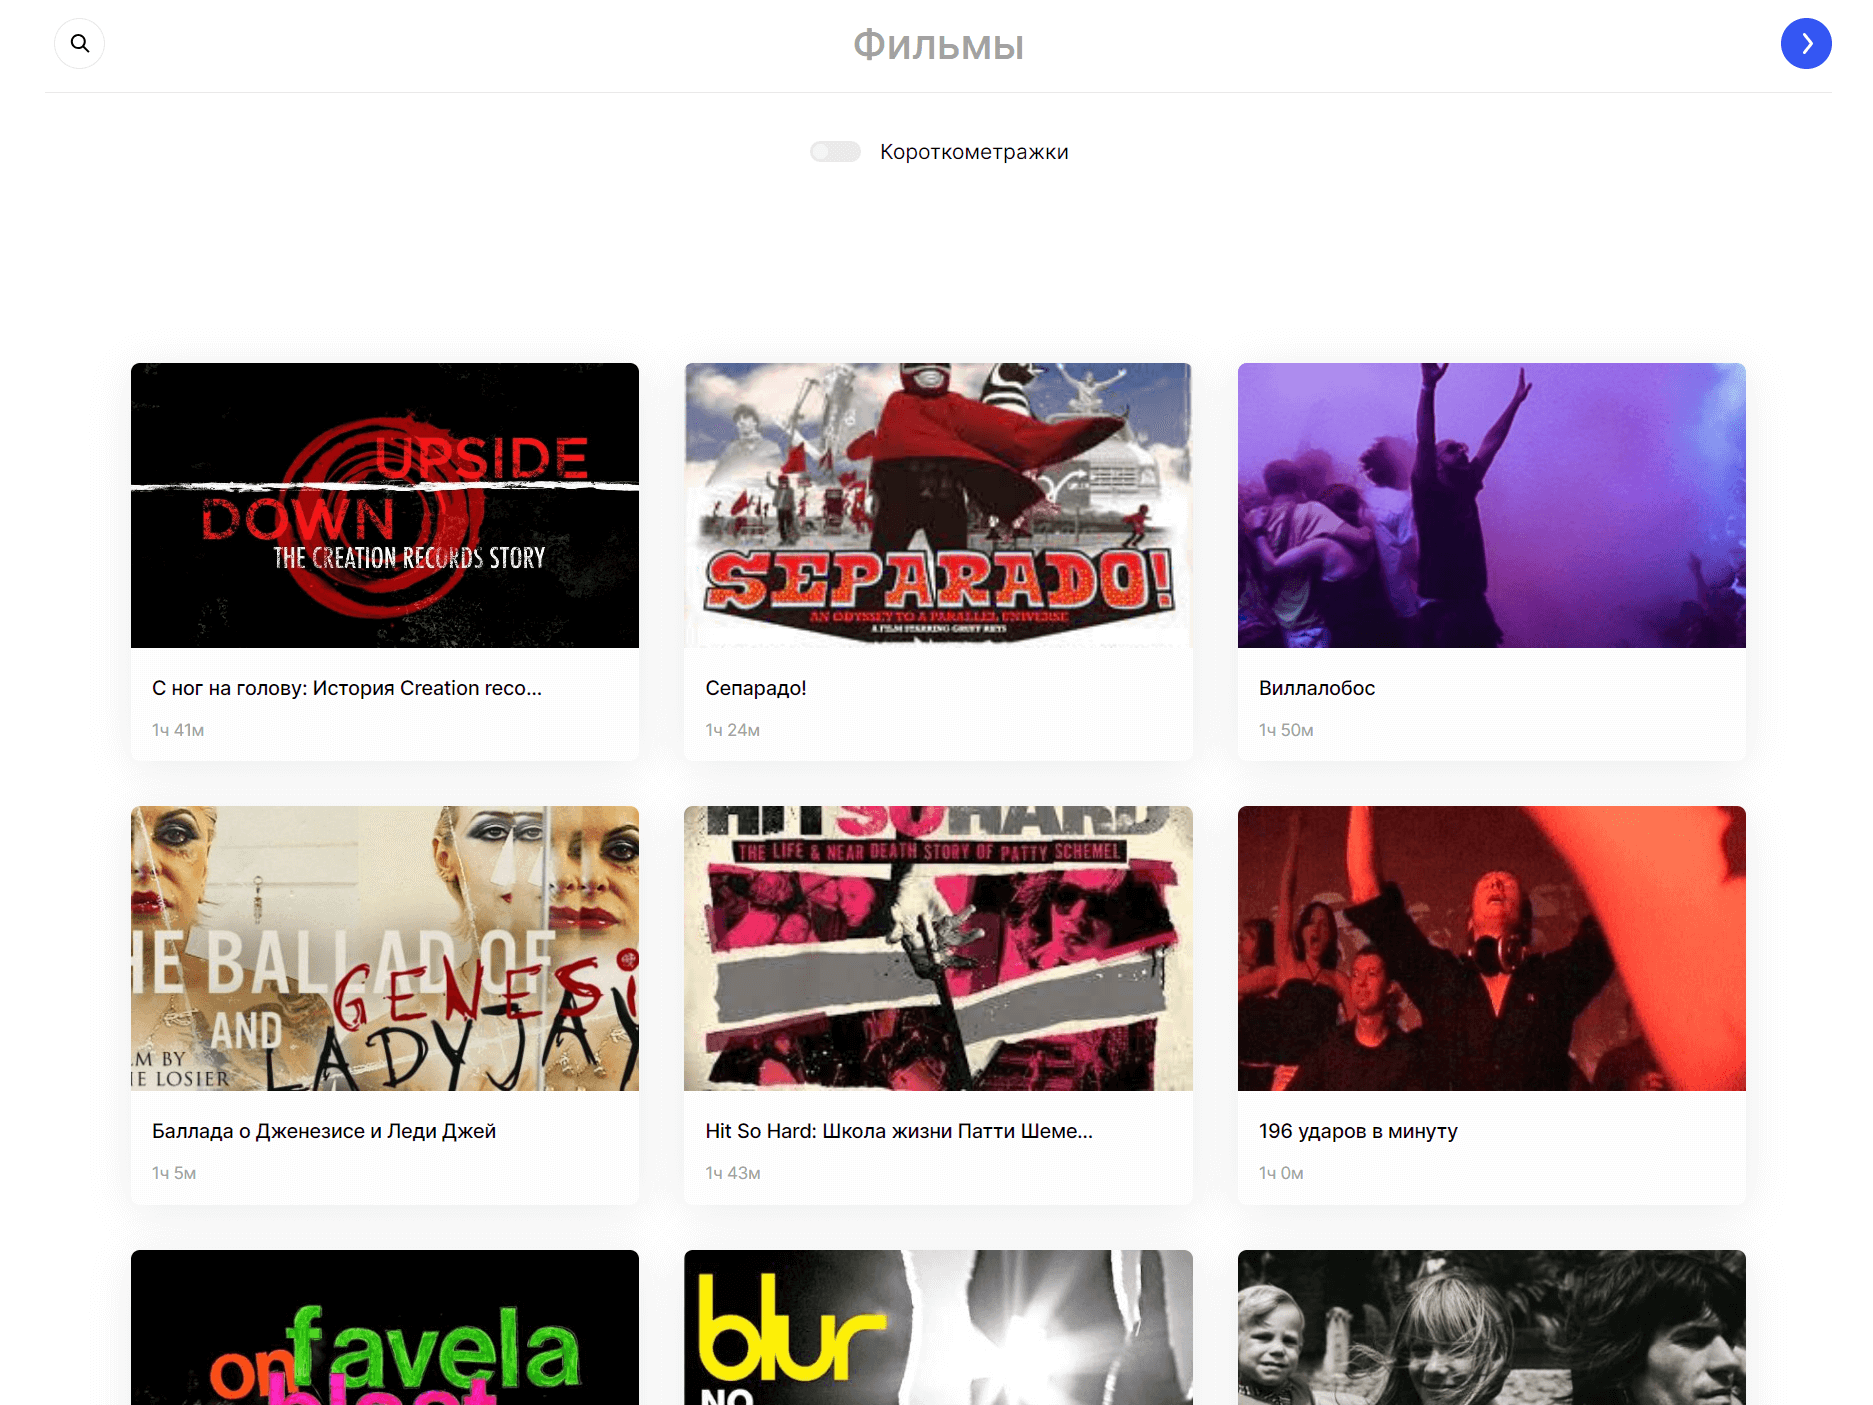 Фильмы
Короткометражки
UPSIDE
DOWN
THE CREATION RECORDS STORY
SEPARADO!
AN ODYSSEY TO A PARALLEL UNIVERSE
A FILM STARRING GRUFF RHYS
С ног на голову: История Creation reco...
1ч 41м
Сепарадо!
1ч 24м
Виллалобос
1ч 50м
HE BALLAD OF
GENESI
AND
LADY JAY
M BY
IE LOSIER
HIT SO HARD
THE LIFE & NEAR DEATH STORY OF PATTY SCHEMEL
Баллада о Дженезисе и Леди Джей
1ч 5м
Hit So Hard: Школа жизни Патти Шеме...
1ч 43м
196 ударов в минуту
1ч 0м
favela
on
blast
blur
NO